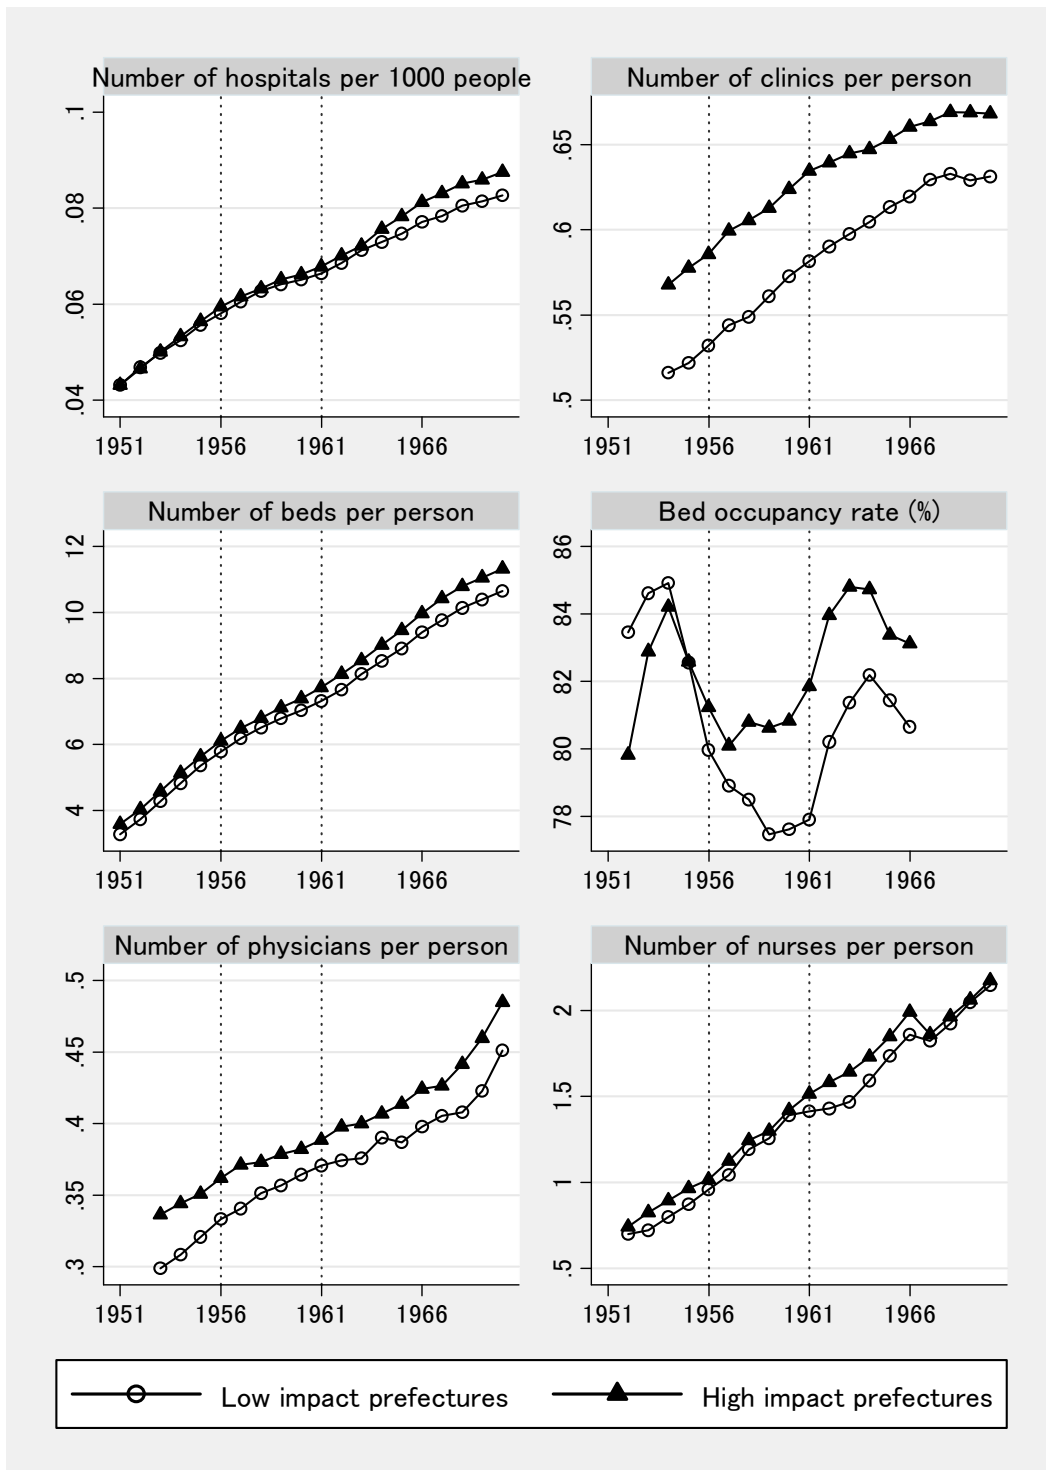 Number of hospitals per 1000 people
Number of clinics per person
.1
.08
.06
.04
1951 1956 1961 1966
.65
.6
.55
.5
1951 1956 1961 1966
Number of beds per person
Bed occupancy rate (%)
12
10
8
6
4
1951 1956 1961 1966
86
84
82
80
78
1951 1956 1961 1966
Number of physicians per person
Number of nurses per person
.5
.45
.4
.35
.3
1951 1956 1961 1966
2
1.5
1
.5
1951 1956 1961 1966
Low impact prefectures
High impact prefectures